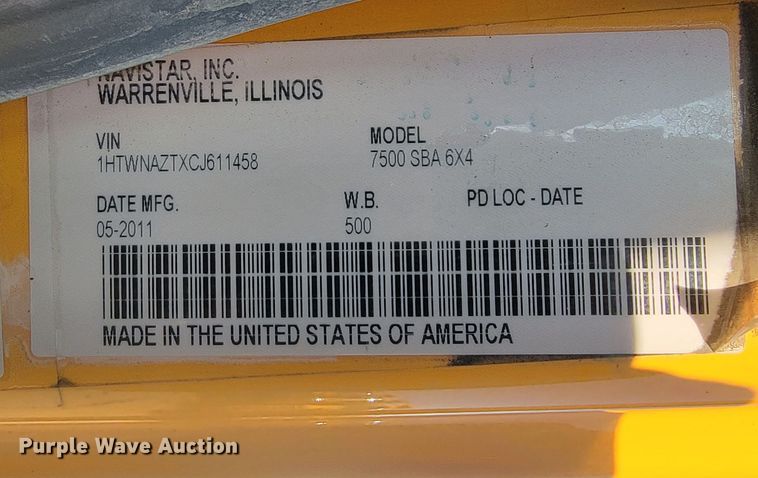 NAVISTAR, INC.
WARRENVILLE, ILLINOIS
VIN MODEL
1HTWNAZTXCJ611458 7500 SBA 6X4
DATE MFG. W.B. PD LOC - DATE
05-2011 500
MADE IN THE UNITED STATES OF AMERICA
Purple Wave Auction